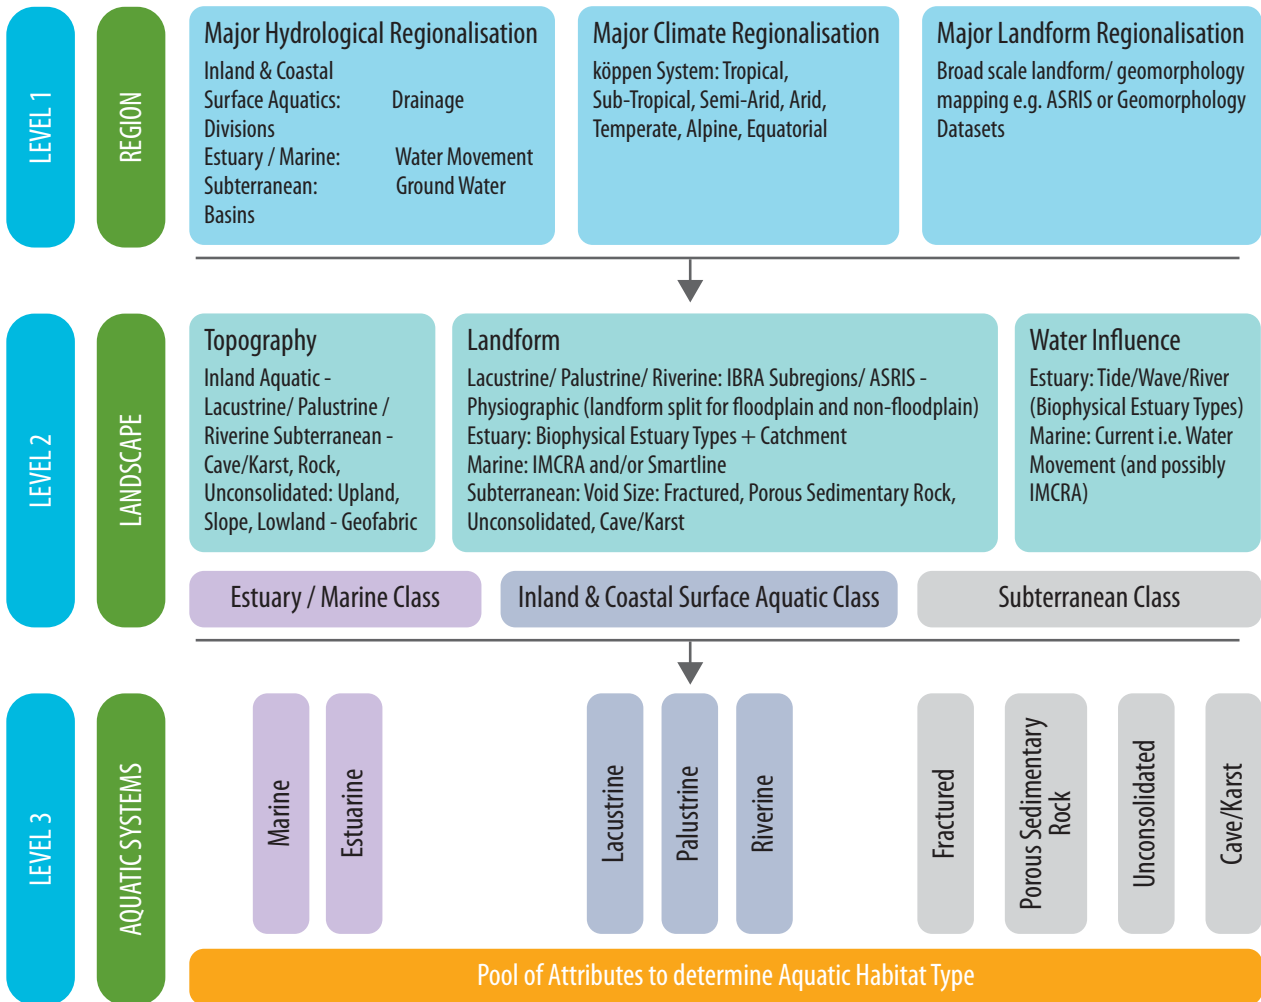 LEVEL 1
REGION
Major Hydrological Regionalisation
Inland & Coastal
Surface Aquatics: Drainage
Divisions
Estuary / Marine: Water Movement
Subterranean: Ground Water
Basins
Major Climate Regionalisation
köppen System: Tropical,
Sub-Tropical, Semi-Arid, Arid,
Temperate, Alpine, Equatorial
Major Landform Regionalisation
Broad scale landform/ geomorphology
mapping e.g. ASRIS or Geomorphology
Datasets
LEVEL 2
LANDSCAPE
Topography
Inland Aquatic -
Lacustrine/ Palustrine /
Riverine Subterranean -
Cave/Karst, Rock,
Unconsolidated: Upland,
Slope, Lowland - Geofabric
Landform
Lacustrine/ Palustrine/ Riverine: IBRA Subregions/ ASRIS -
Physiographic (landform split for floodplain and non-floodplain)
Estuary: Biophysical Estuary Types + Catchment
Marine: IMCRA and/or Smartline
Subterranean: Void Size: Fractured, Porous Sedimentary Rock,
Unconsolidated, Cave/Karst
Water Influence
Estuary: Tide/Wave/River
(Biophysical Estuary Types)
Marine: Current i.e. Water
Movement (and possibly
IMCRA)
Estuary / Marine Class
Inland & Coastal Surface Aquatic Class
Subterranean Class
LEVEL 3
AQUATIC SYSTEMS
Marine
Estuarine
Lacustrine
Palustrine
Riverine
Fractured
Porous Sedimentary
Rock
Unconsolidated
Cave/Karst
Pool of Attributes to determine Aquatic Habitat Type